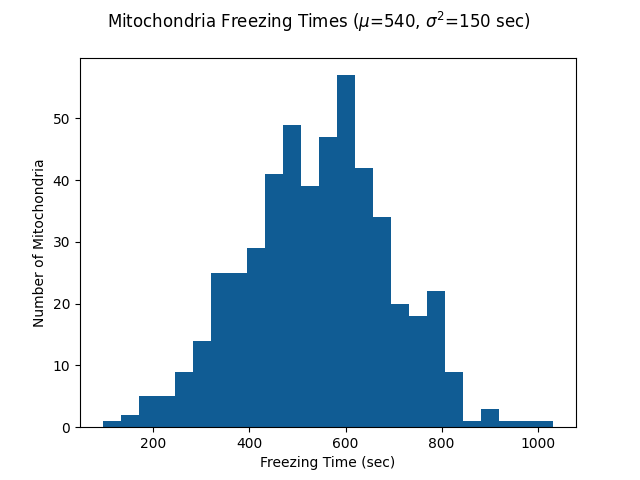 Mitochondria Freezing Times (μ=540, σ²=150 sec)
50
40
30
20
10
0
Number of Mitochondria
200 400 600 800 1000
Freezing Time (sec)